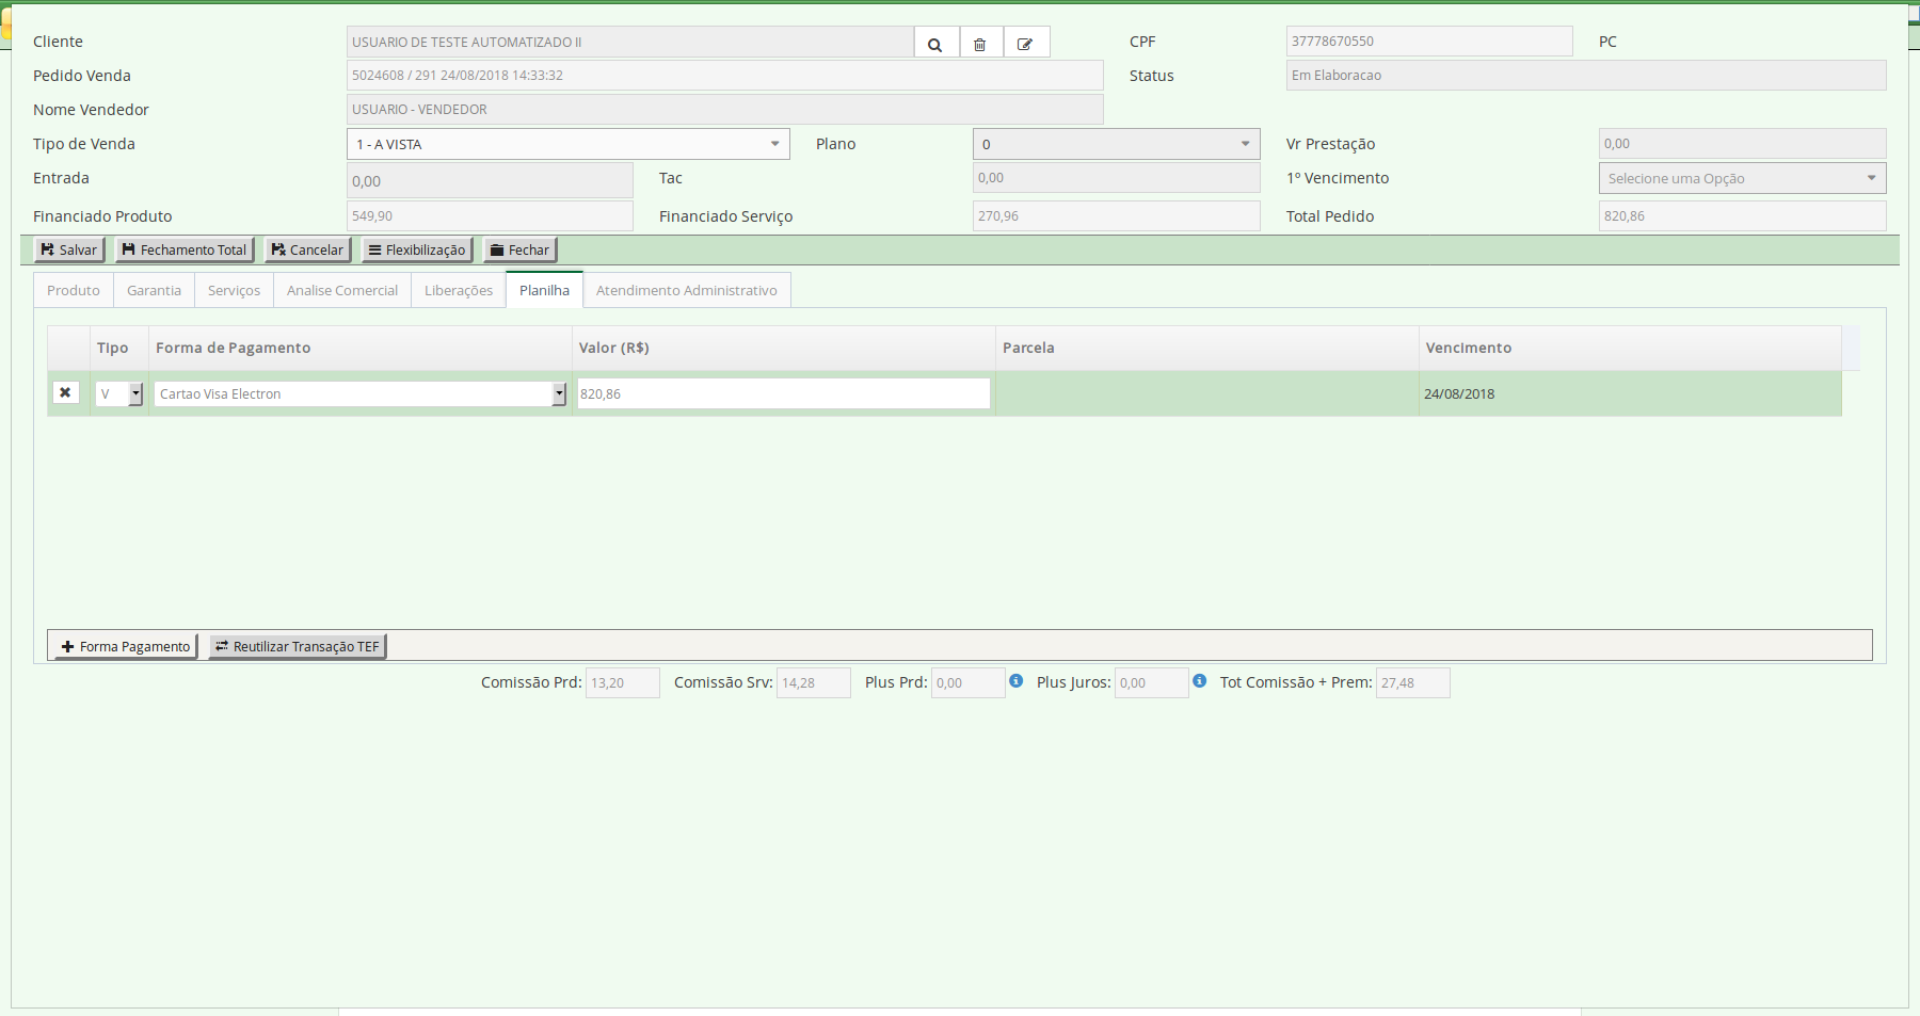 Cliente USUARIO DE TESTE AUTOMATIZADO II CPF 37778670550 PC
Pedido Venda 5024608 / 291 24/08/2018 14:33:32 Status Em Elaboracao
Nome Vendedor USUARIO - VENDEDOR
Tipo de Venda 1 - A VISTA Plano 0 Vr Prestação 0,00
Entrada 0,00 Tac 0,00 1º Vencimento Selecione uma Opção
Financiado Produto 549,90 Financiado Serviço 270,96 Total Pedido 820,86
Salvar Fechamento Total Cancelar Flexibilização Fechar
Produto Garantia Serviços Analise Comercial Liberações Planilha Atendimento Administrativo
Tipo Forma de Pagamento Valor (R$) Parcela Vencimento
V Cartao Visa Electron 820,86 24/08/2018
Forma Pagamento Reutilizar Transação TEF
Comissão Prd: 13,20 Comissão Srv: 14,28 Plus Prd: 0,00 Plus Juros: 0,00 Tot Comissão + Prem: 27,48